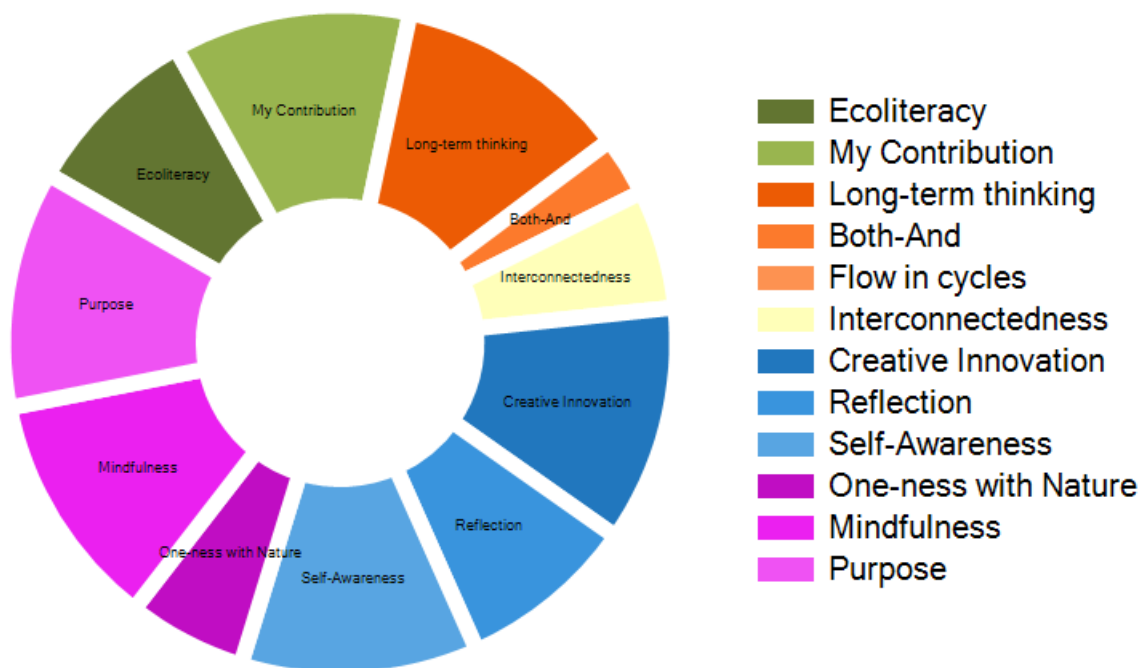 My Contribution
Long-term thinking
Ecoliteracy
Both-And
Interconnectedness
Purpose
Creative Innovation
Mindfulness
Reflection
One-ness with Nature
Self-Awareness
Ecoliteracy
My Contribution
Long-term thinking
Both-And
Flow in cycles
Interconnectedness
Creative Innovation
Reflection
Self-Awareness
One-ness with Nature
Mindfulness
Purpose